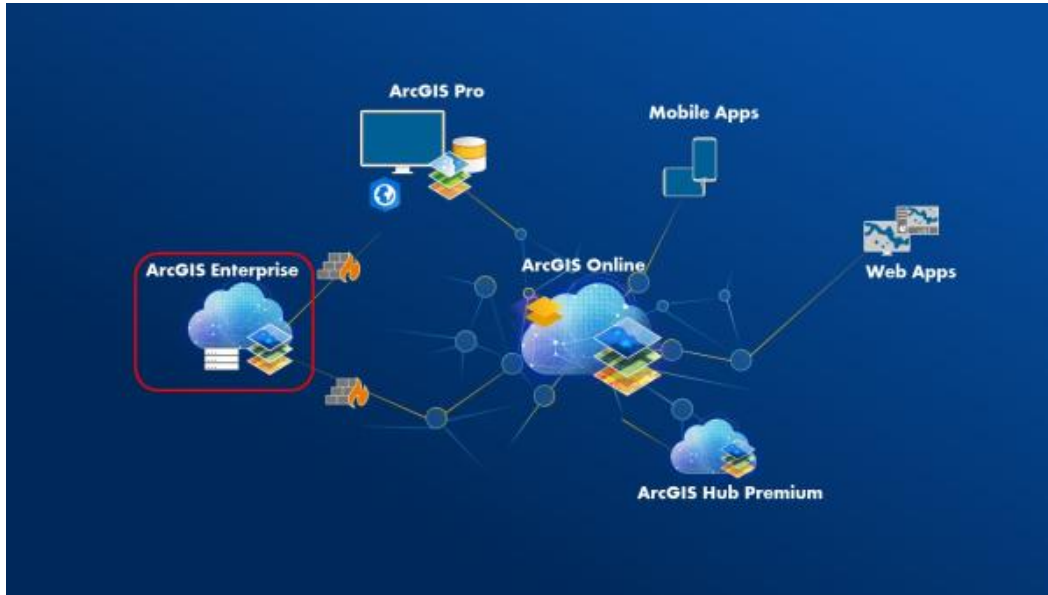 ArcGIS Pro
Mobile Apps
ArcGIS Enterprise
ArcGIS Online
Web Apps
ArcGIS Hub Premium